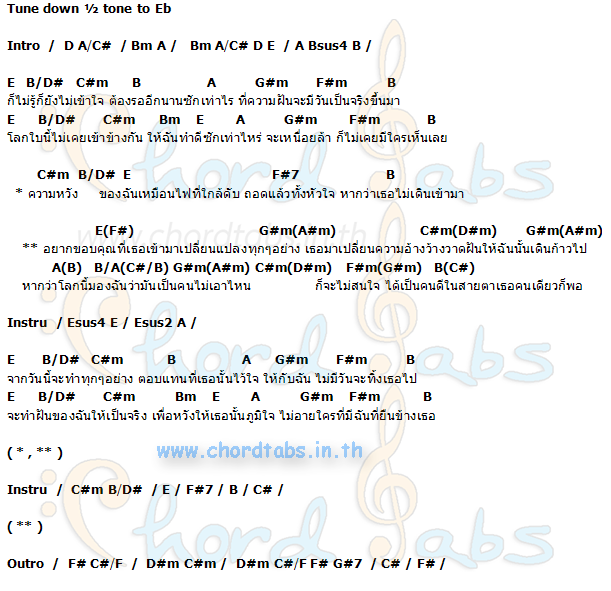 Tune down ½ tone to Eb
Intro / D A/C# / Bm A / Bm A/C# D E / A Bsus4 B /
E B/D# C#m B A G#m F#m B
ก็ไม่รู้ก็ยังไม่เข้าใจ ต้องรออีกนานซักเท่าไร ที่ความฝันจะมีวันเป็นจริงขึ้นมา
E B/D# C#m Bm E A G#m F#m B
โลกใบนี้ไม่เคยเข้าข้างกัน ให้ฉันทำดีซักเท่าไหร่ จะเหนื่อยล้า ก็ไม่เคยมีใครเห็นเลย
C#m B/D# E F#7 B
* ความหวัง ของฉันเหมือนไฟที่ใกล้ดับ ถอดแล้วทั้งหัวใจ หากว่าเธอไม่เดินเข้ามา
E(F#) G#m(A#m) C#m(D#m) G#m(A#m)
** อยากขอบคุณที่เธอเข้ามาเปลี่ยนแปลงทุกๆอย่าง เธอมาเปลี่ยนความอ้างว้างวาดฝันให้ฉันนั้นเดินก้าวไป
A(B) B/A(C#/B) G#m(A#m) C#m(D#m) F#m(G#m) B(C#)
หากว่าโลกนี้มองฉันว่ามันเป็นคนไม่เอาไหน ก็จะไม่สนใจ ได้เป็นคนดีในสายตาเธอคนเดียวก็พอ
Instru / Esus4 E / Esus2 A /
E B/D# C#m B A G#m F#m B
จากวันนี้จะทำทุกๆอย่าง ตอบแทนที่เธอนั้นไว้ใจ ให้กับฉัน ไม่มีวันจะทิ้งเธอไป
E B/D# C#m Bm E A G#m F#m B
จะทำฝันของฉันให้เป็นจริง เพื่อหวังให้เธอนั้นภูมิใจ ไม่อายใครที่มีฉันที่ยืนข้างเธอ
( * , ** )
www.chordtabs.in.th
Instru / C#m B/D# / E / F#7 / B / C# /
( ** )
Outro / F# C#/F / D#m C#m / D#m C#/F F# G#7 / C# / F# /